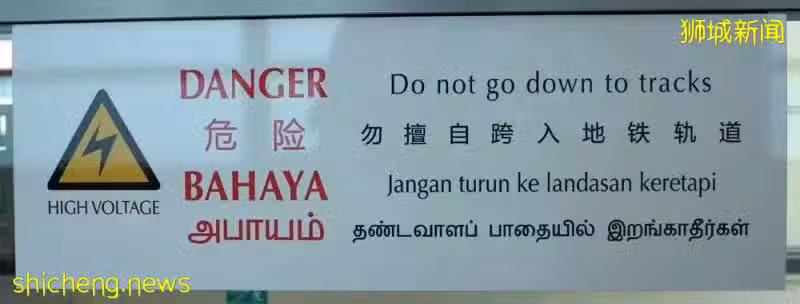 狮城新闻
DANGER
危险
BAHAYA
அபாயம்
HIGH VOLTAGE
Do not go down to tracks
勿擅自跨入地铁轨道
Jangan turun ke landasan keretapi
தண்டவாளப் பாதையில் இறங்காதீர்கள்
shicheng.news